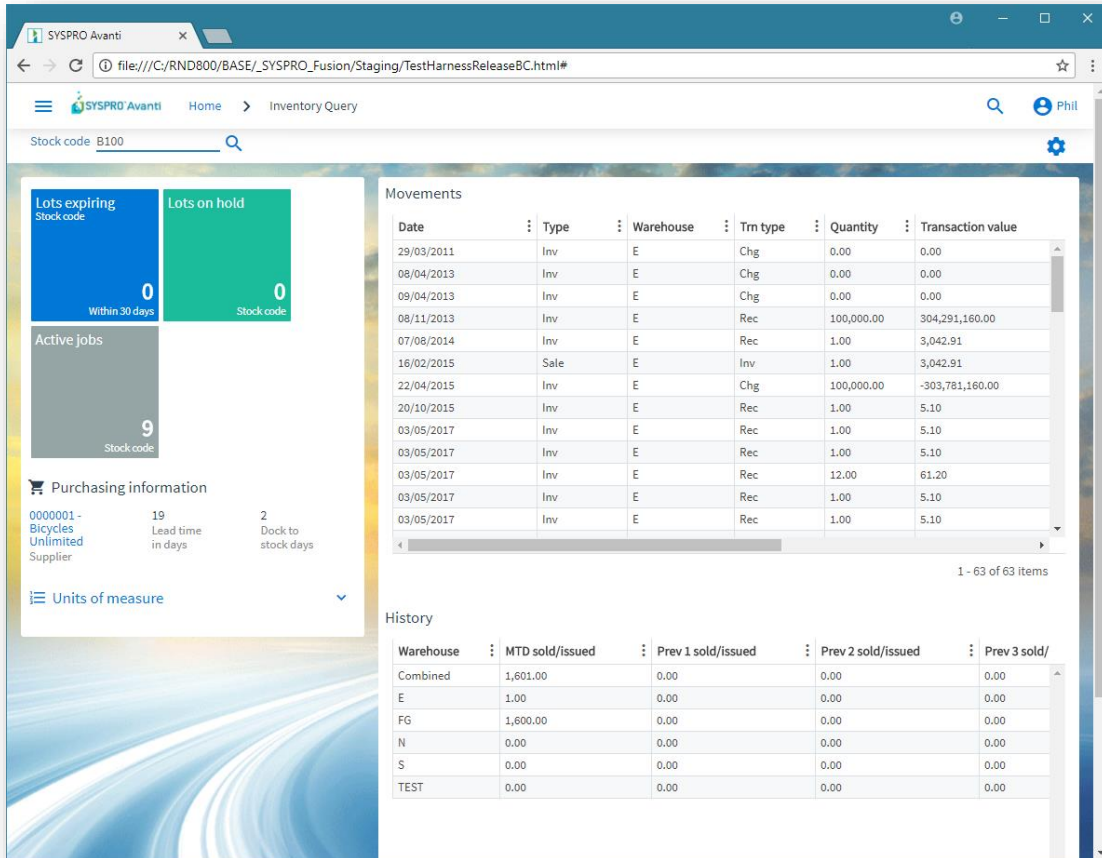 SYSPRO Avanti
file:///C:/RND800/BASE/_SYSPRO_Fusion/Staging/TestHarnessReleaseBC.html#
SYSPRO Avanti Home > Inventory Query Phil
Stock code B100
Lots expiring
Stock code
0
Within 30 days
Lots on hold
0
Stock code
Active jobs
9
Stock code
Purchasing information
0000001 -
Bicycles
Unlimited
Supplier
19
Lead time
in days
2
Dock to
stock days
Units of measure
Movements
Date Type Warehouse Trn type Quantity Transaction value
29/03/2011 Inv E Chg 0.00 0.00
08/04/2013 Inv E Chg 0.00 0.00
09/04/2013 Inv E Chg 0.00 0.00
08/11/2013 Inv E Rec 100,000.00 304,291,160.00
07/08/2014 Inv E Rec 1.00 3,042.91
16/02/2015 Sale E Inv 1.00 3,042.91
22/04/2015 Inv E Chg 100,000.00 -303,781,160.00
20/10/2015 Inv E Rec 1.00 5.10
03/05/2017 Inv E Rec 1.00 5.10
03/05/2017 Inv E Rec 1.00 5.10
03/05/2017 Inv E Rec 12.00 61.20
03/05/2017 Inv E Rec 1.00 5.10
03/05/2017 Inv E Rec 1.00 5.10
1 - 63 of 63 items
History
Warehouse MTD sold/issued Prev 1 sold/issued Prev 2 sold/issued Prev 3 sold/
Combined 1,601.00 0.00 0.00 0.00
E 1.00 0.00 0.00 0.00
FG 1,600.00 0.00 0.00 0.00
N 0.00 0.00 0.00 0.00
S 0.00 0.00 0.00 0.00
TEST 0.00 0.00 0.00 0.00